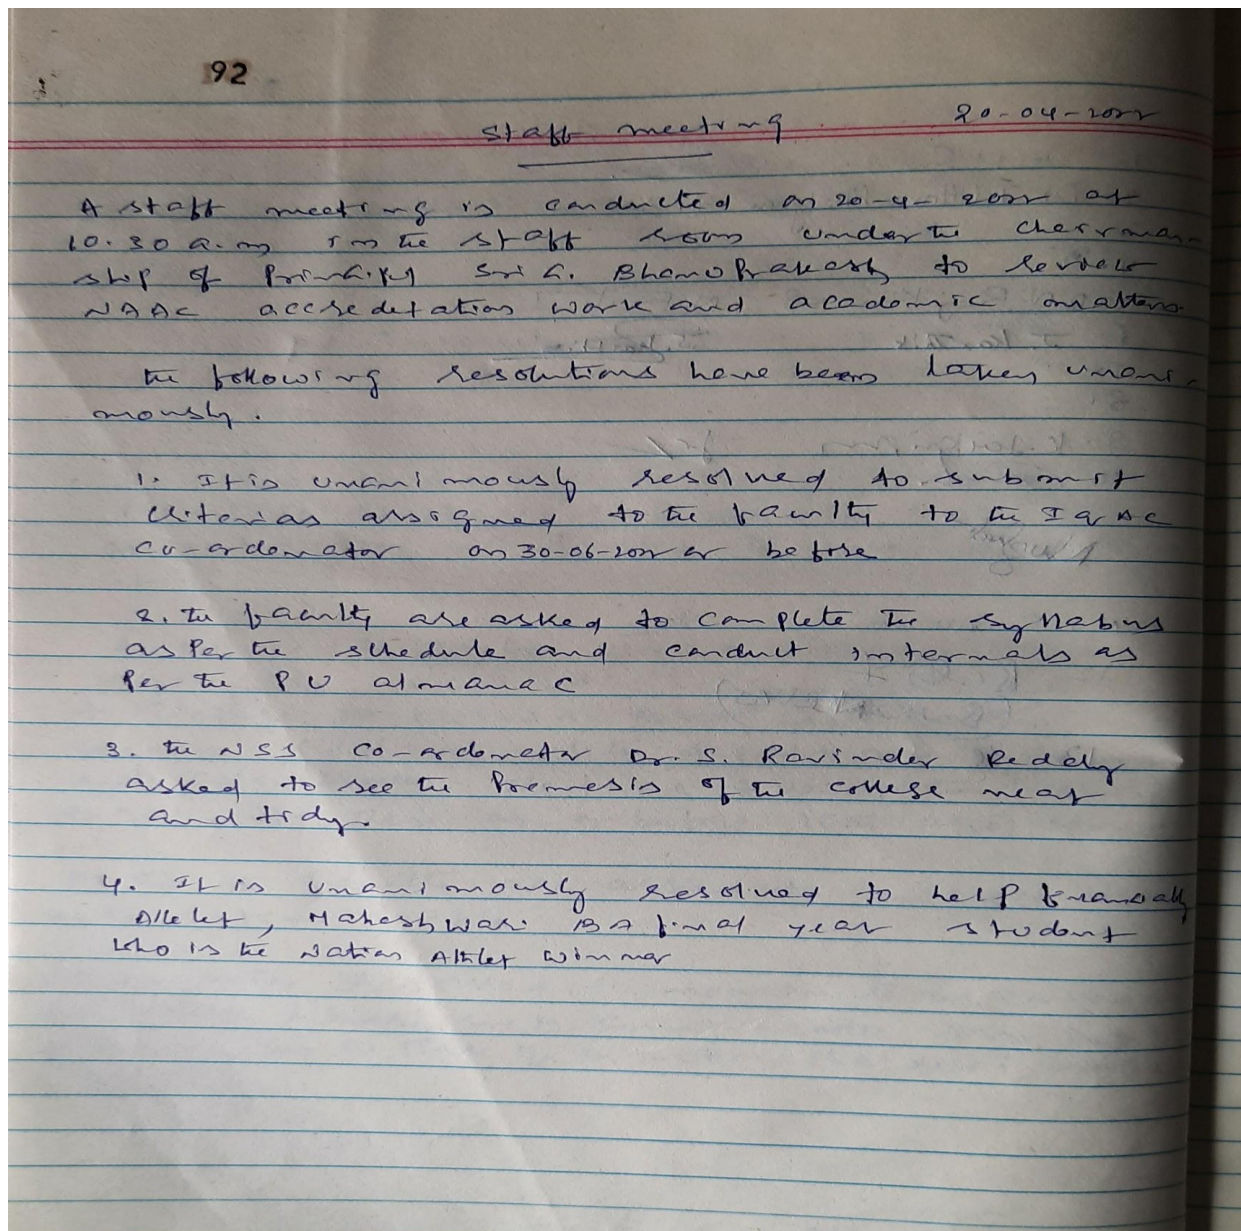 92
Staff meeting 20-04-2022
A staff meeting is conducted on 20-4-2022 at
10.30 a.m in the staff room under the chairman-
ship of Principal Sri G. Bhanu Prakash to review
NAAC accredetation work and academic matters.
The following resolutions have been taken unani-
mously.
1. It is unanimously resolved to submit
criterias assigned to the faculty to the IQAC
co-ordonator on 30-06-2022 or before
2. The faculty are asked to complete the syllabus
as per the schedule and conduct internals as
per the PU almanac
3. The NSS co-ordonator Dr. S. Ravinder Reddy
asked to see the premesis of the college neat
and tidy.
4. It is unanimously resolved to help financially
Athlet, Maheshwari BA final year student
who is the Nation Athlet winner